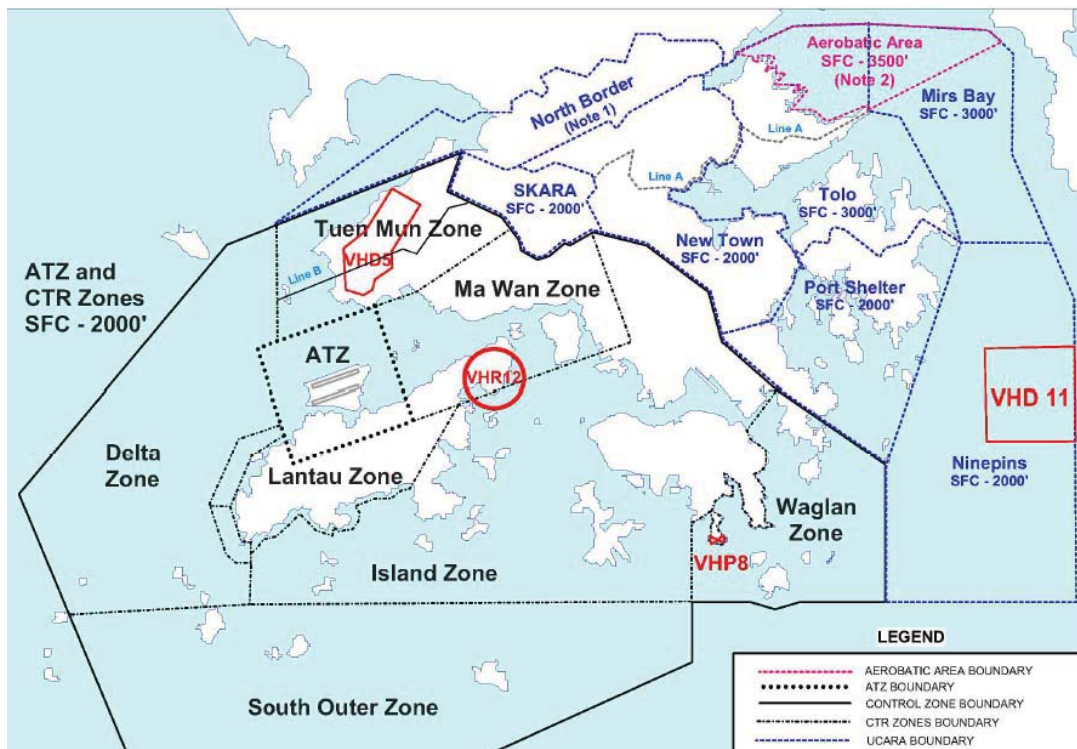 Aerobatic Area
SFC - 3500'
(Note 2)
North Border
(Note 1)
Mirs Bay
SFC - 3000'
Line A
Line A
SKARA
SFC - 2000'
Tolo
SFC - 3000'
Tuen Mun Zone
New Town
SFC - 2000'
VHD5
Line B
ATZ and
CTR Zones
SFC - 2000'
Ma Wan Zone
Port Shelter
SFC - 2000'
ATZ
VHR12
VHD 11
Delta
Zone
Lantau Zone
Ninepins
SFC - 2000'
Waglan
Zone
VHP8
Island Zone
South Outer Zone
LEGEND
AEROBATIC AREA BOUNDARY
ATZ BOUNDARY
CONTROL ZONE BOUNDARY
CTR ZONES BOUNDARY
UCARA BOUNDARY